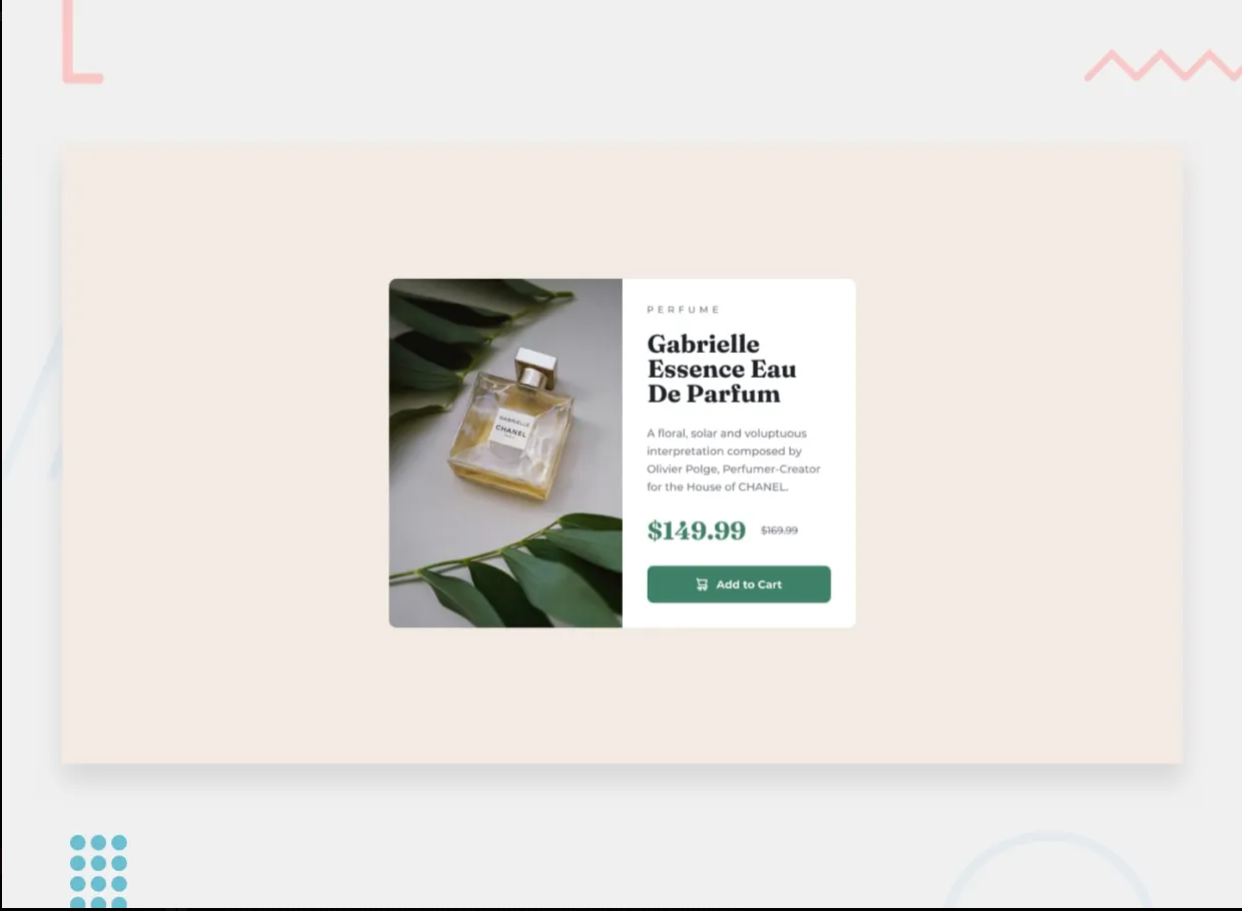 PERFUME
Gabrielle
Essence Eau
De Parfum
A floral, solar and voluptuous
interpretation composed by
Olivier Polge, Perfumer-Creator
for the House of CHANEL.
$149.99 $169.99
Add to Cart
GABRIELLE
CHANEL